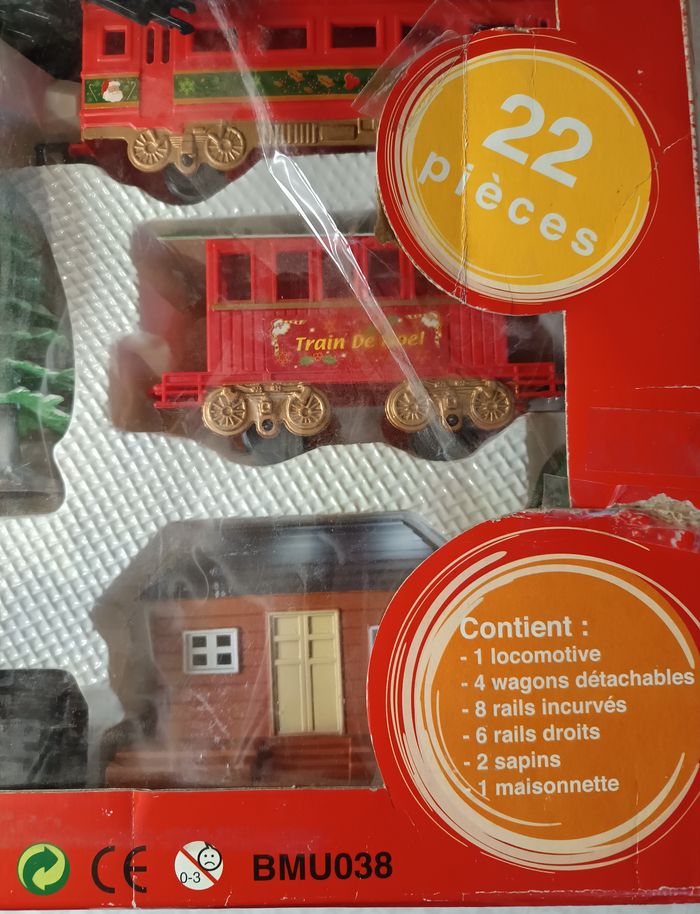 22
pièces
Train De Noel
Contient :
- 1 locomotive
- 4 wagons détachables
- 8 rails incurvés
- 6 rails droits
- 2 sapins
- 1 maisonnette
CE
0-3
BMU038